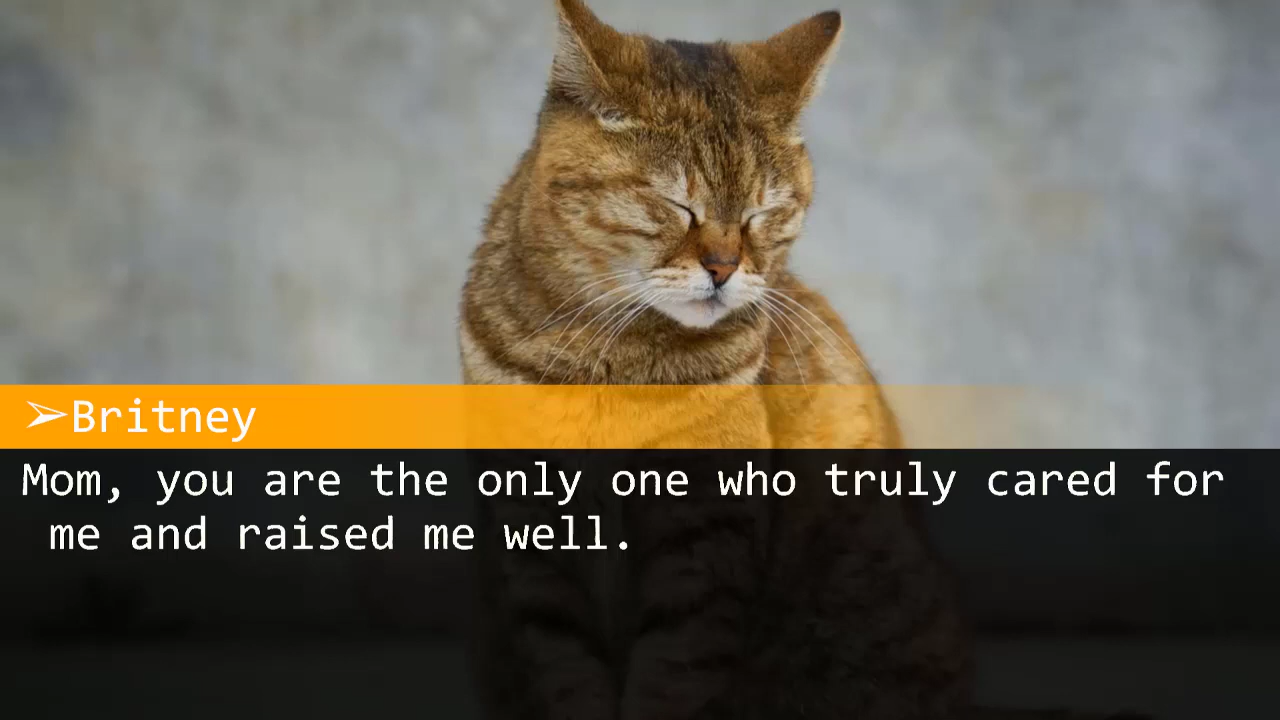 ➢Britney
Mom, you are the only one who truly cared for
me and raised me well.